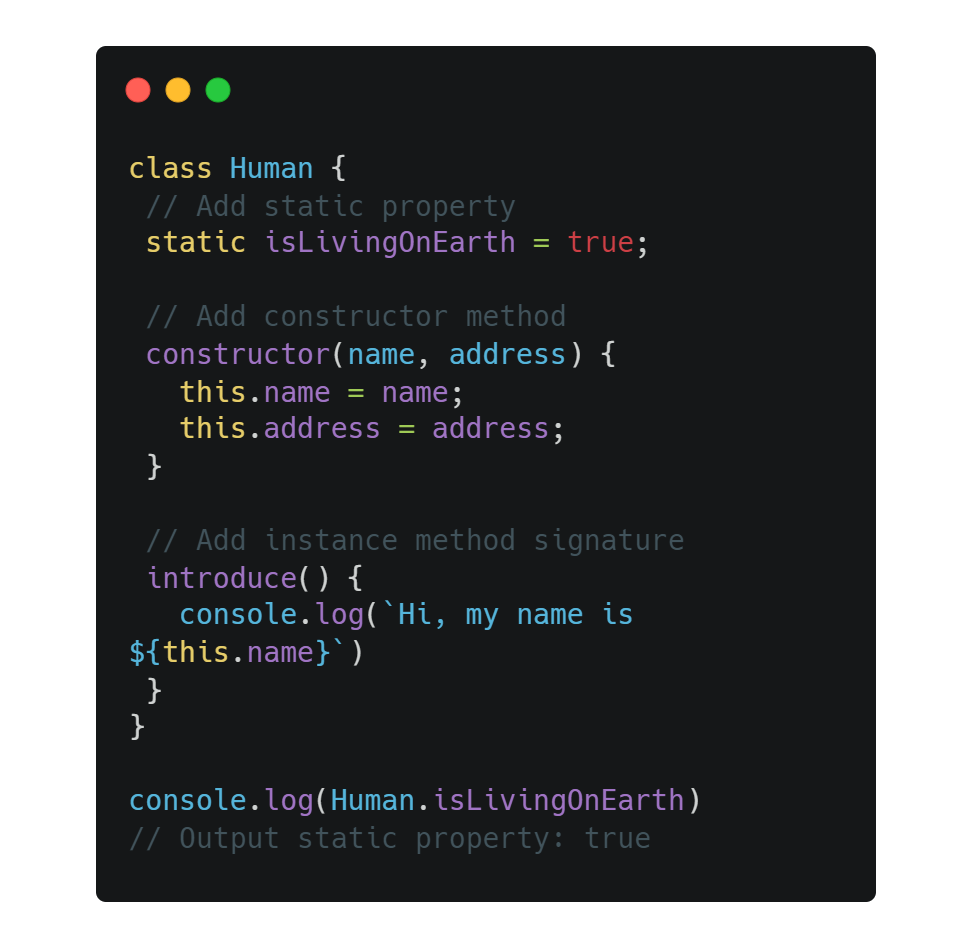 class Human {
 // Add static property
 static isLivingOnEarth = true;

 // Add constructor method
 constructor(name, address) {
   this.name = name;
   this.address = address;
 }

 // Add instance method signature
 introduce() {
   console.log(`Hi, my name is
${this.name}`)
 }
}

console.log(Human.isLivingOnEarth)
// Output static property: true